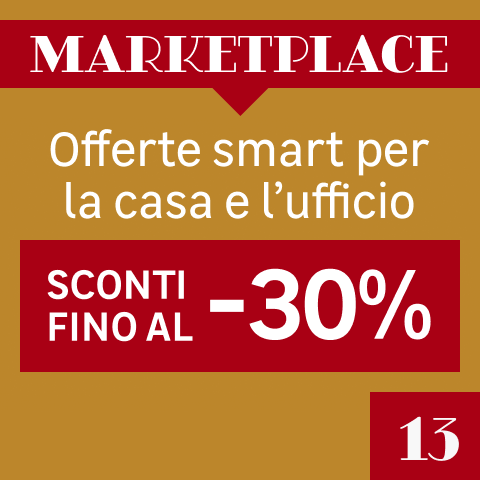 MARKETPLACE
Offerte smart per
la casa e l’ufficio
SCONTI
FINO AL
-30%
13